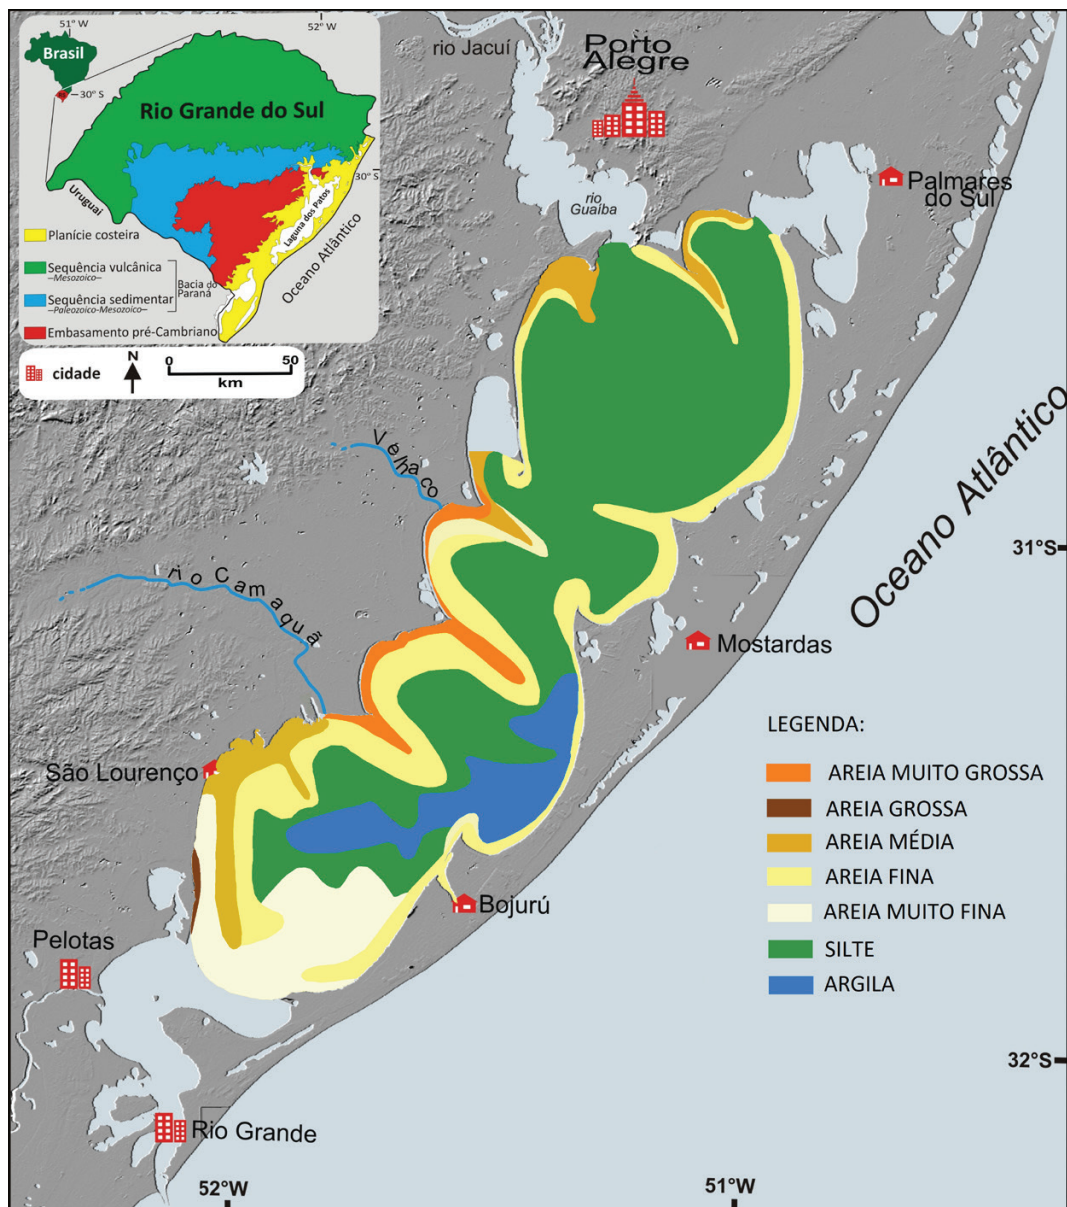 51° W
52° W
Brasil
30° S
Rio Grande do Sul
30° S
Uruguai
Laguna dos Patos
Oceano Atlântico
Planície costeira
Sequência vulcânica
–Mesozoico–
Bacia do
Paraná
Sequência sedimentar
–Paleozoico-Mesozoico–
Embasamento pré-Cambriano
cidade
N
0
50
km
rio Jacuí
Porto
Alegre
rio
Guaíba
Palmares
do Sul
Velhaco
rio Camaquã
Oceano Atlântico
31°S
Mostardas
São Lourenço
Bojurú
Pelotas
Rio Grande
LEGENDA:
AREIA MUITO GROSSA
AREIA GROSSA
AREIA MÉDIA
AREIA FINA
AREIA MUITO FINA
SILTE
ARGILA
32°S
52°W
51°W